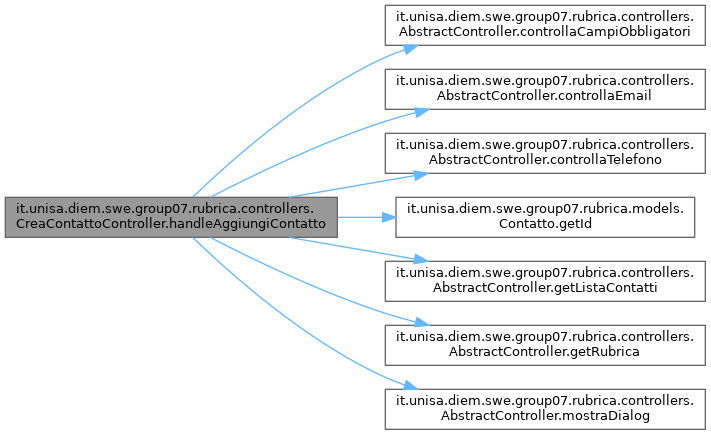 it.unisa.diem.swe.group07.rubrica.controllers.
AbstractController.controllaCampiObbligatori
it.unisa.diem.swe.group07.rubrica.controllers.
AbstractController.controllaEmail
it.unisa.diem.swe.group07.rubrica.controllers.
AbstractController.controllaTelefono
it.unisa.diem.swe.group07.rubrica.controllers.
CreaContattoController.handleAggiungiContatto
it.unisa.diem.swe.group07.rubrica.models.
Contatto.getId
it.unisa.diem.swe.group07.rubrica.controllers.
AbstractController.getListaContatti
it.unisa.diem.swe.group07.rubrica.controllers.
AbstractController.getRubrica
it.unisa.diem.swe.group07.rubrica.controllers.
AbstractController.mostraDialog